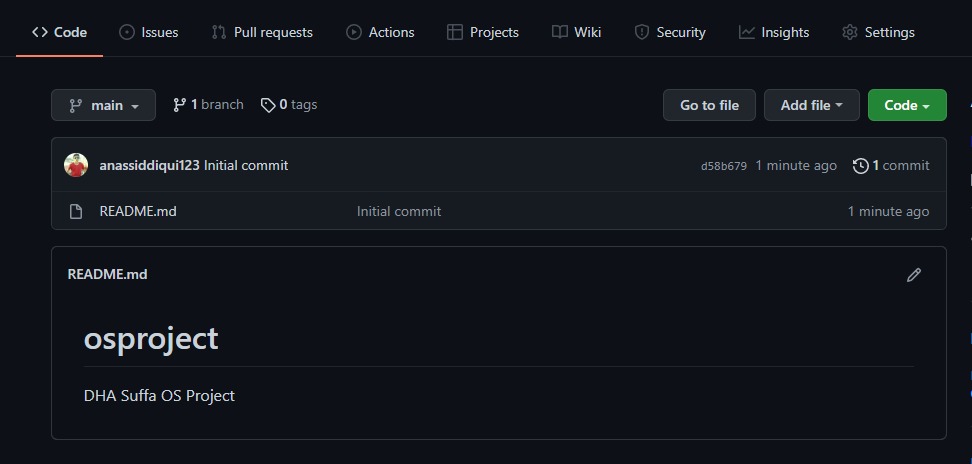 Code Issues Pull requests Actions Projects Wiki Security Insights Settings
main 1 branch 0 tags Go to file Add file Code
anassiddiqui123 Initial commit d58b679 1 minute ago 1 commit
README.md Initial commit 1 minute ago
README.md
osproject
DHA Suffa OS Project